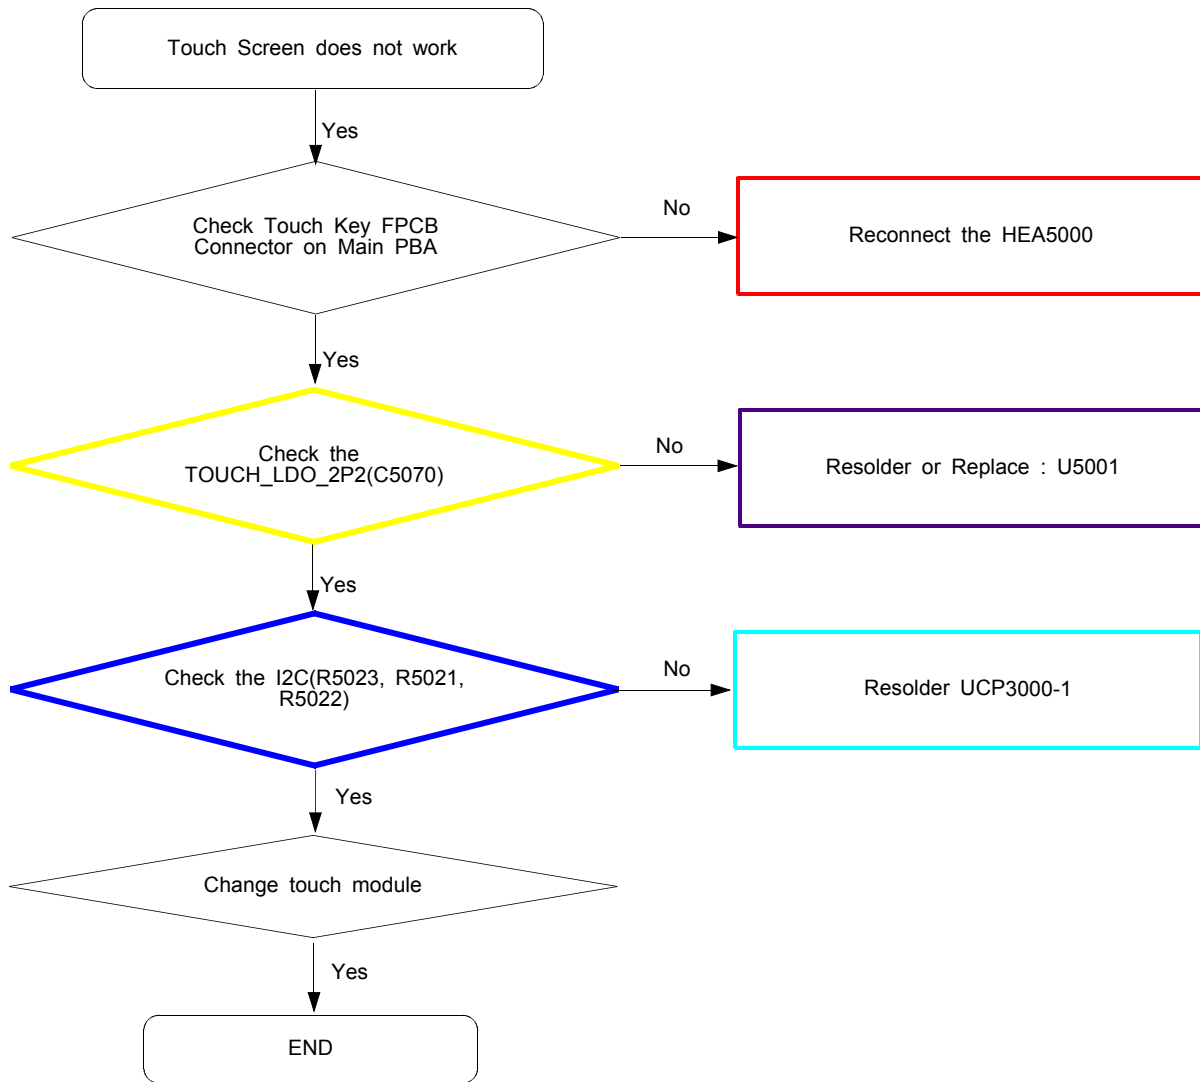 Touch Screen does not work
Yes
Check Touch Key FPCB
Connector on Main PBA
No
Reconnect the HEA5000
Yes
Check the
TOUCH_LDO_2P2(C5070)
No
Resolder or Replace : U5001
Yes
Check the I2C(R5023, R5021,
R5022)
No
Resolder UCP3000-1
Yes
Change touch module
Yes
END